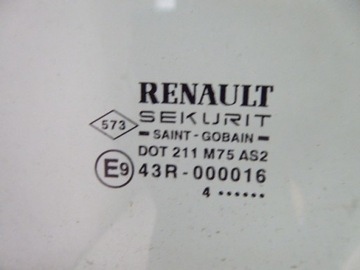 RENAULT
573
SEKURIT
SAINT-GOBAIN
DOT 211 M75 AS2
E9 43R-000016
4 ••••••